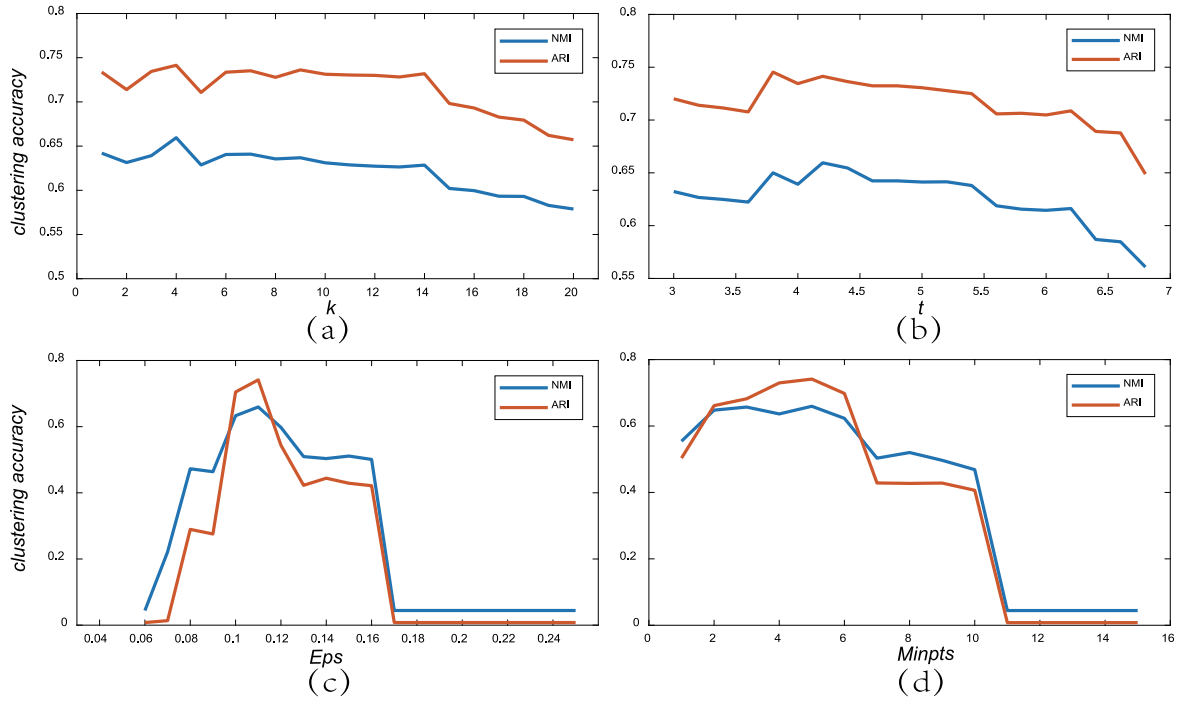 0.8
0.75
0.7
0.65
0.6
0.55
0.5
clustering accuracy
NMI
ARI
0 2 4 6 8 10 12 14 16 18 20
k
(a)
0.8
0.75
0.7
0.65
0.6
0.55
NMI
ARI
3 3.5 4 4.5 5 5.5 6 6.5 7
t
(b)
0.8
0.6
0.4
0.2
0
clustering accuracy
NMI
ARI
0.04 0.06 0.08 0.1 0.12 0.14 0.16 0.18 0.2 0.22 0.24
Eps
(c)
0.8
0.6
0.4
0.2
0
NMI
ARI
0 2 4 6 8 10 12 14 16
Minpts
(d)